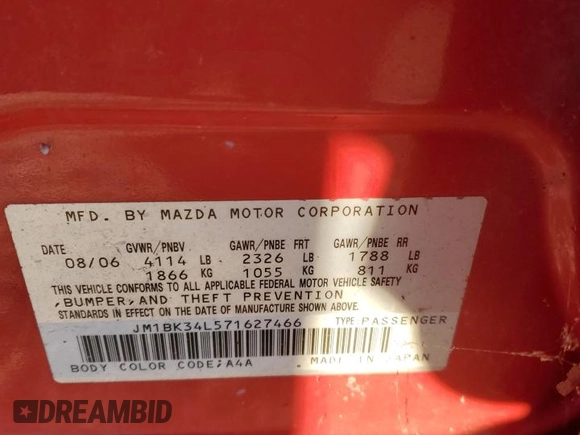 MFD. BY MAZDA MOTOR CORPORATION
DATE GVWR/PNBV GAWR/PNBE FRT GAWR/PNBE RR
08/06 4114 LB 2326 LB 1788 LB
1866 KG 1055 KG 811 KG
THIS VEHICLE CONFORMS TO ALL APPLICABLE FEDERAL MOTOR VEHICLE SAFETY
,BUMPER, AND THEFT PREVENTION
STANDARDS IN EFFECT ON THE DATE OF MANUFACTURE SHOWN ABOVE.
JM1BK34L571627466 TYPE:PASSENGER
BODY COLOR CODE;A4A MADE IN JAPAN
DREAMBID